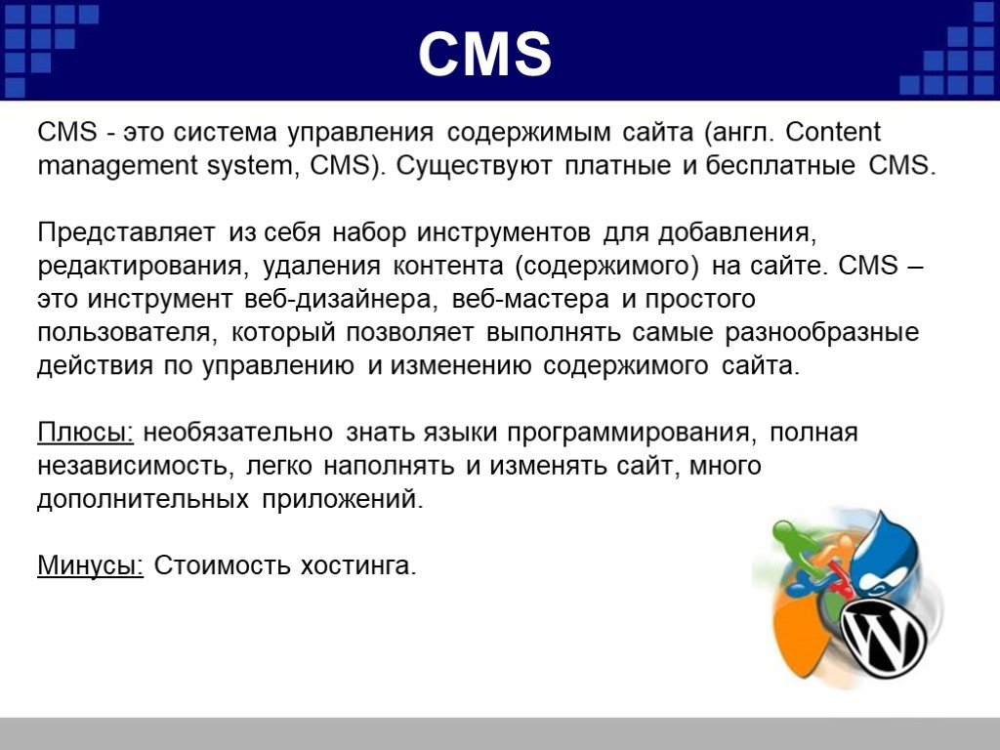 CMS
CMS - это система управления содержимым сайта (англ. Content
management system, CMS). Существуют платные и бесплатные CMS.
Представляет из себя набор инструментов для добавления,
редактирования, удаления контента (содержимого) на сайте. CMS –
это инструмент веб-дизайнера, веб-мастера и простого
пользователя, который позволяет выполнять самые разнообразные
действия по управлению и изменению содержимого сайта.
Плюсы: необязательно знать языки программирования, полная
независимость, легко наполнять и изменять сайт, много
дополнительных приложений.
Минусы: Стоимость хостинга.
W